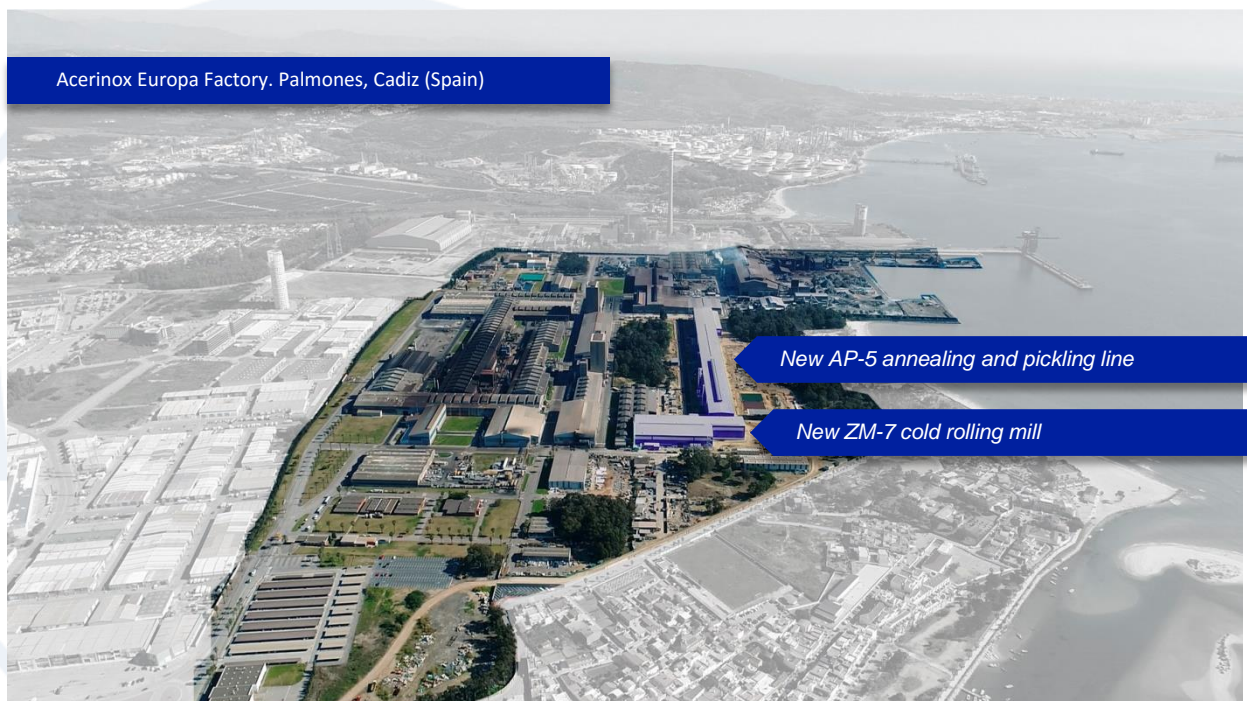 Acerinox Europa Factory. Palmones, Cadiz (Spain)
New AP-5 annealing and pickling line
New ZM-7 cold rolling mill